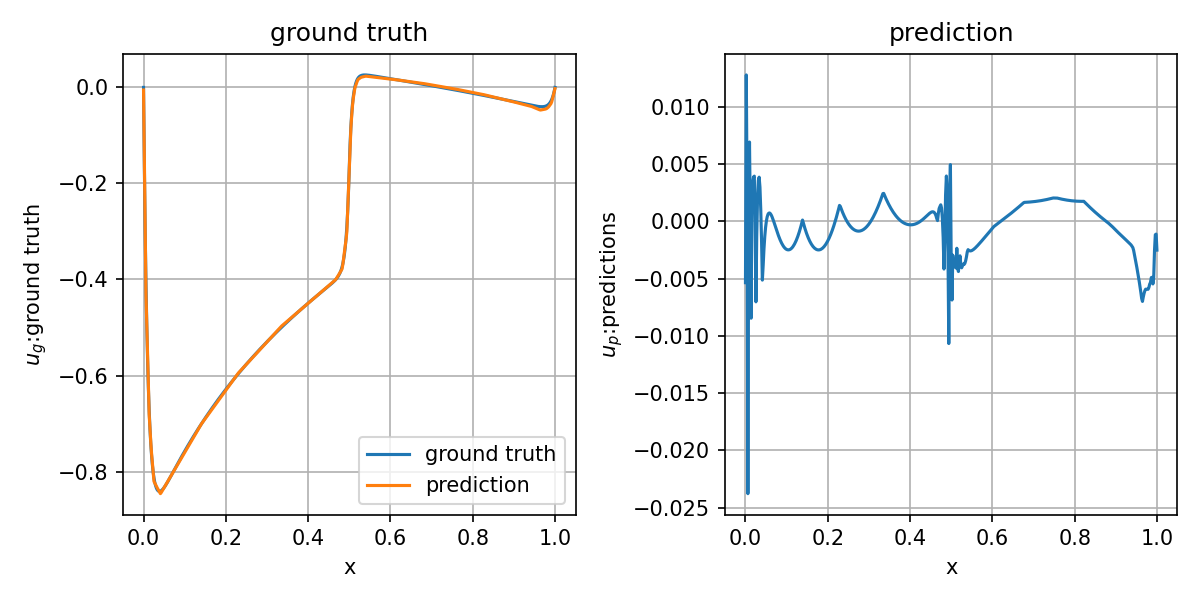 ground truth
0.0
−0.2
−0.4
−0.6
−0.8
u_g:ground truth
ground truth
prediction
0.0 0.2 0.4 0.6 0.8 1.0
x
prediction
0.010
0.005
0.000
−0.005
−0.010
−0.015
−0.020
−0.025
u_p:predictions
0.0 0.2 0.4 0.6 0.8 1.0
x